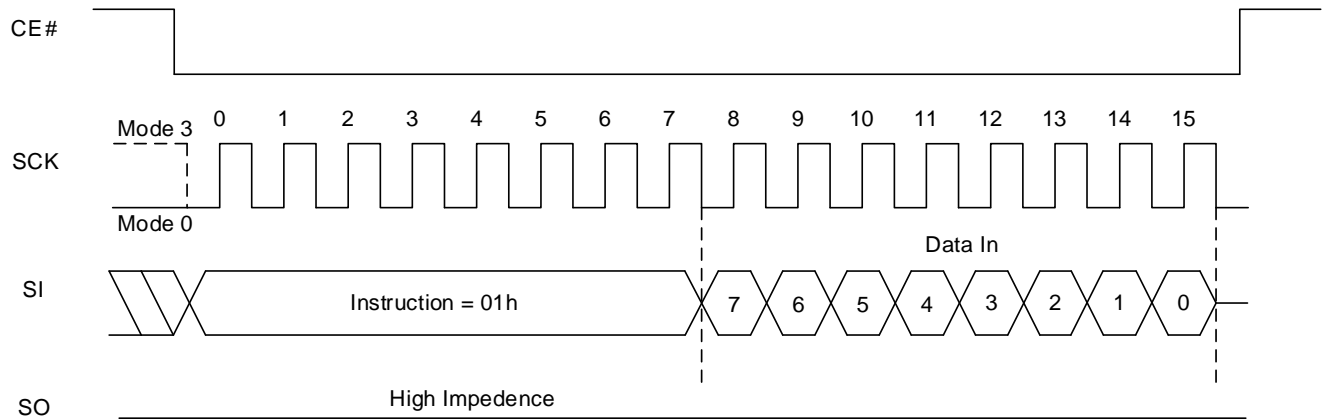 CE#
Mode 3
0 1 2 3 4 5 6 7 8 9 10 11 12 13 14 15
SCK
Mode 0
Data In
SI
Instruction = 01h
7 6 5 4 3 2 1 0
High Impedence
SO